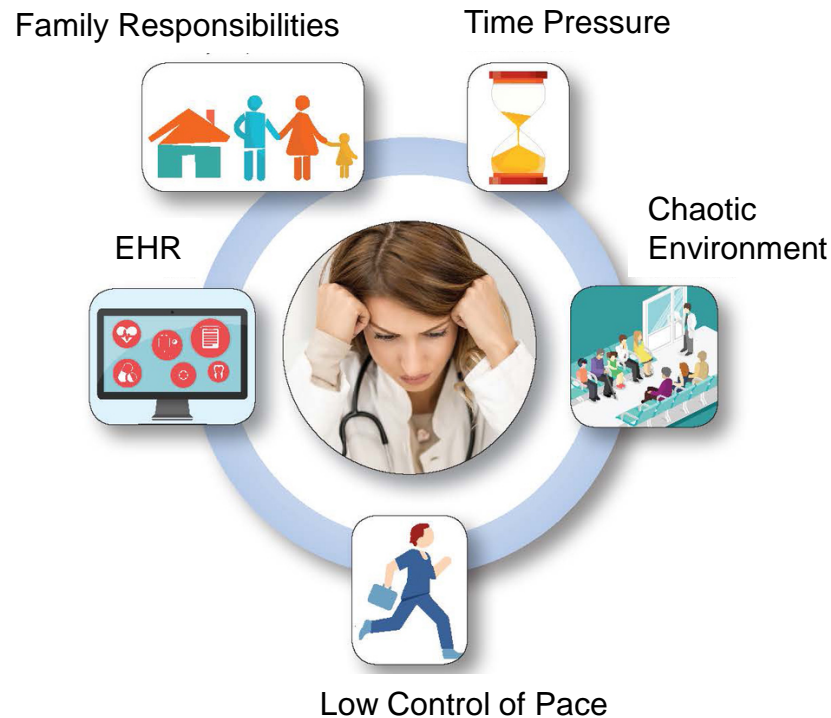 Family Responsibilities
Time Pressure
Chaotic
Environment
EHR
Low Control of Pace